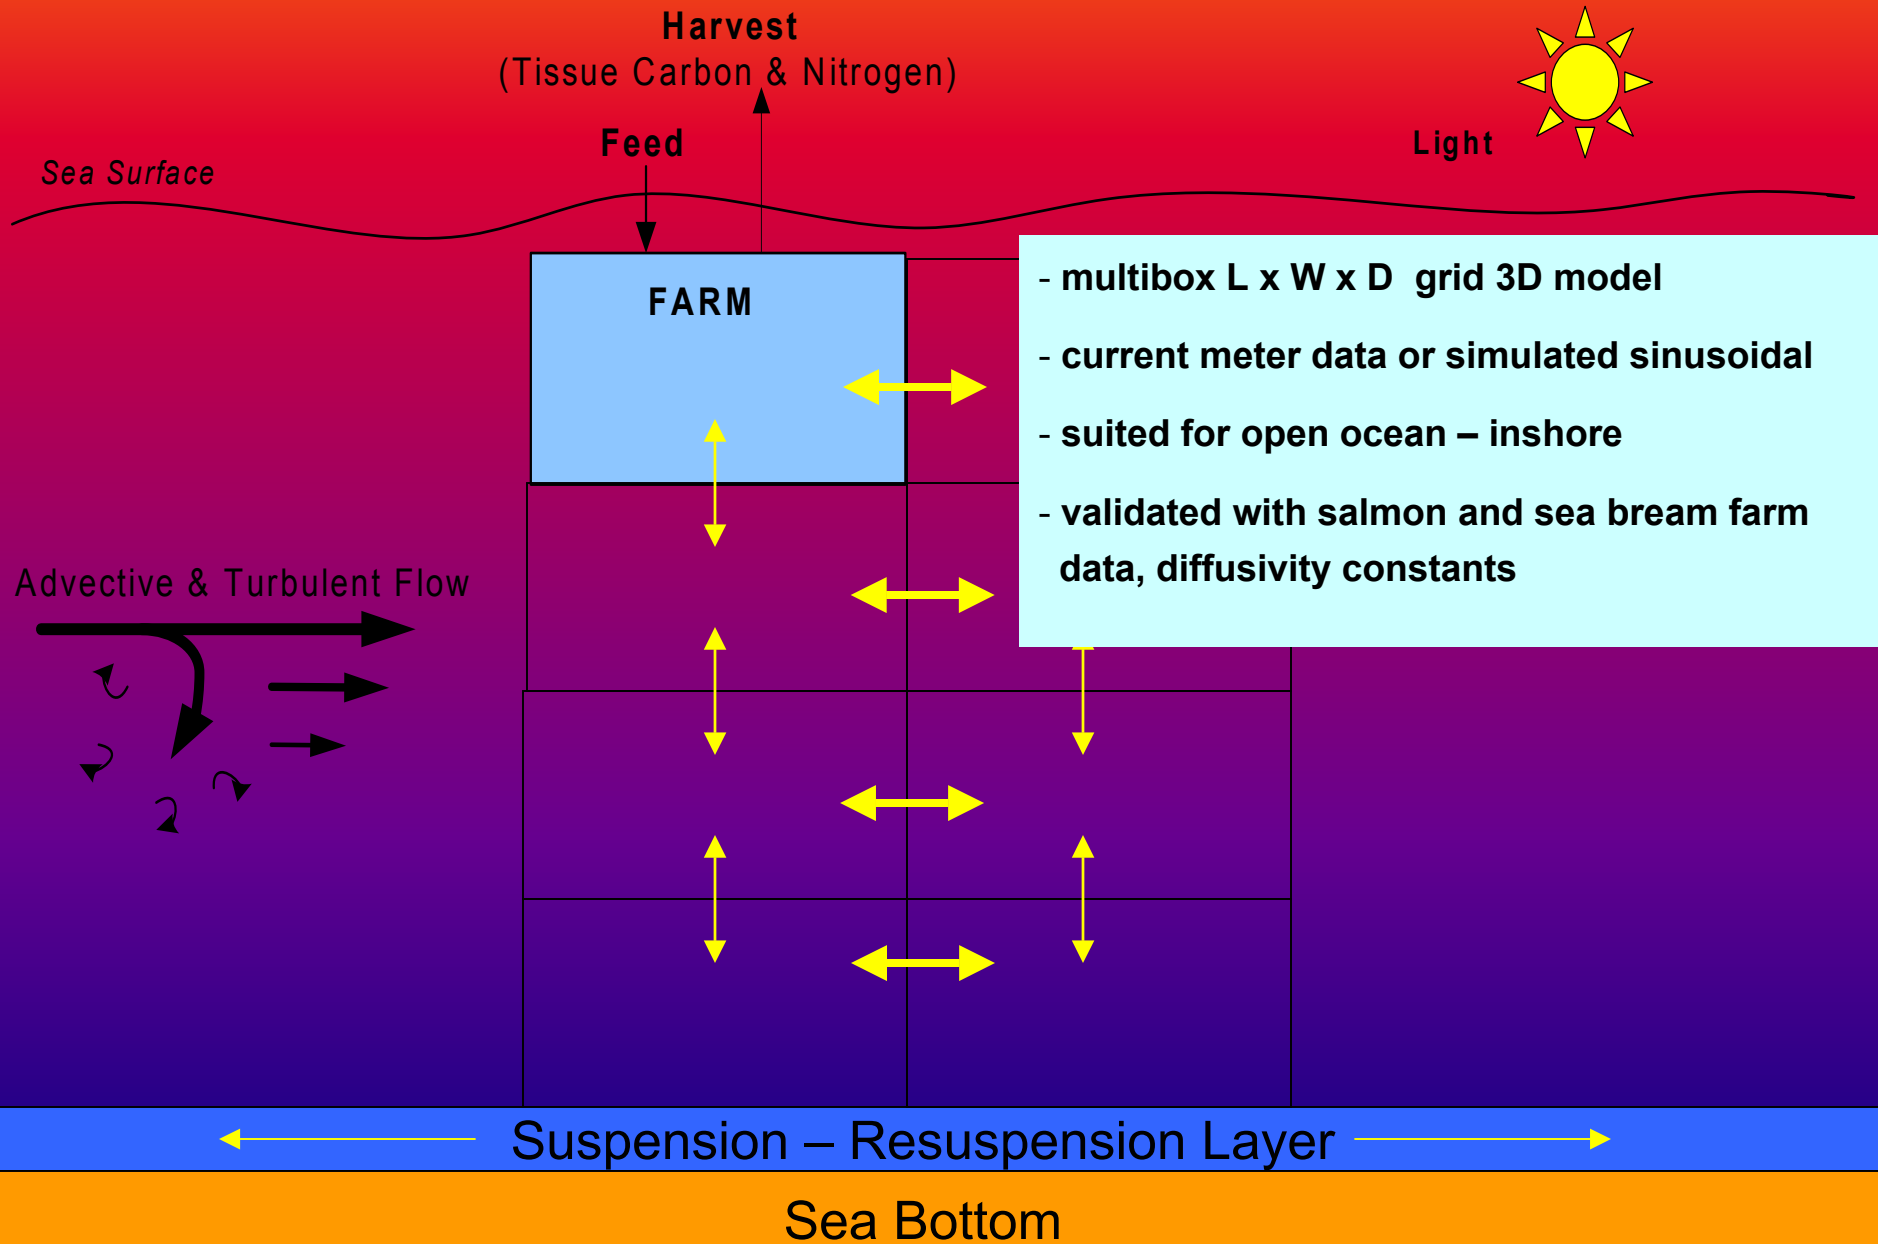 Harvest
(Tissue Carbon & Nitrogen)
Feed
Light
Sea Surface
FARM
- multibox L x W x D  grid 3D model
- current meter data or simulated sinusoidal
- suited for open ocean – inshore
- validated with salmon and sea bream farm
data, diffusivity constants
Advective & Turbulent Flow
Suspension – Resuspension Layer
Sea Bottom